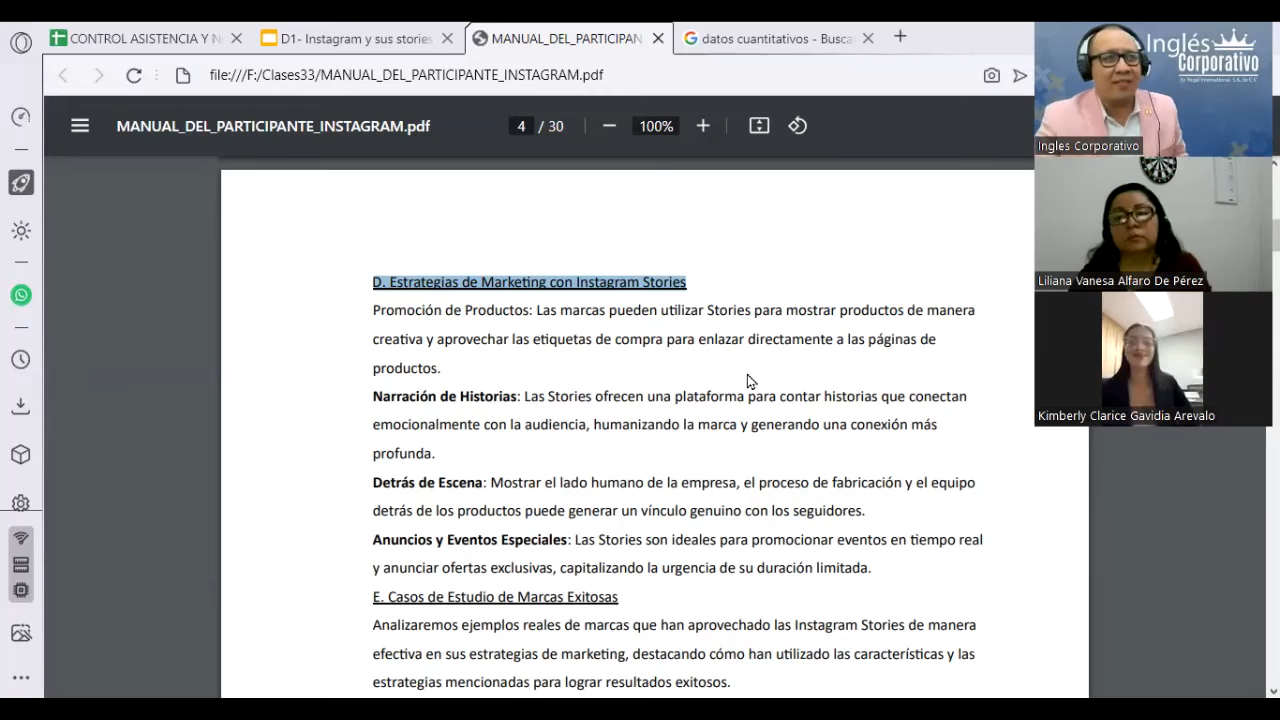 CONTROL ASISTENCIA Y N
D1- Instagram y sus stories
MANUAL_DEL_PARTICIPAN
datos cuantitativos - Busca
file:///F:/Clases33/MANUAL_DEL_PARTICIPANTE_INSTAGRAM.pdf
MANUAL_DEL_PARTICIPANTE_INSTAGRAM.pdf
4 / 30
100%
D. Estrategias de Marketing con Instagram Stories
Promoción de Productos: Las marcas pueden utilizar Stories para mostrar productos de manera
creativa y aprovechar las etiquetas de compra para enlazar directamente a las páginas de
productos.
Narración de Historias: Las Stories ofrecen una plataforma para contar historias que conectan
emocionalmente con la audiencia, humanizando la marca y generando una conexión más
profunda.
Detrás de Escena: Mostrar el lado humano de la empresa, el proceso de fabricación y el equipo
detrás de los productos puede generar un vínculo genuino con los seguidores.
Anuncios y Eventos Especiales: Las Stories son ideales para promocionar eventos en tiempo real
y anunciar ofertas exclusivas, capitalizando la urgencia de su duración limitada.
E. Casos de Estudio de Marcas Exitosas
Analizaremos ejemplos reales de marcas que han aprovechado las Instagram Stories de manera
efectiva en sus estrategias de marketing, destacando cómo han utilizado las características y las
estrategias mencionadas para lograr resultados exitosos.
Inglés
Corporativo
Ingles Corporativo
Liliana Vanesa Alfaro De Pérez
Kimberly Clarice Gavidia Arevalo